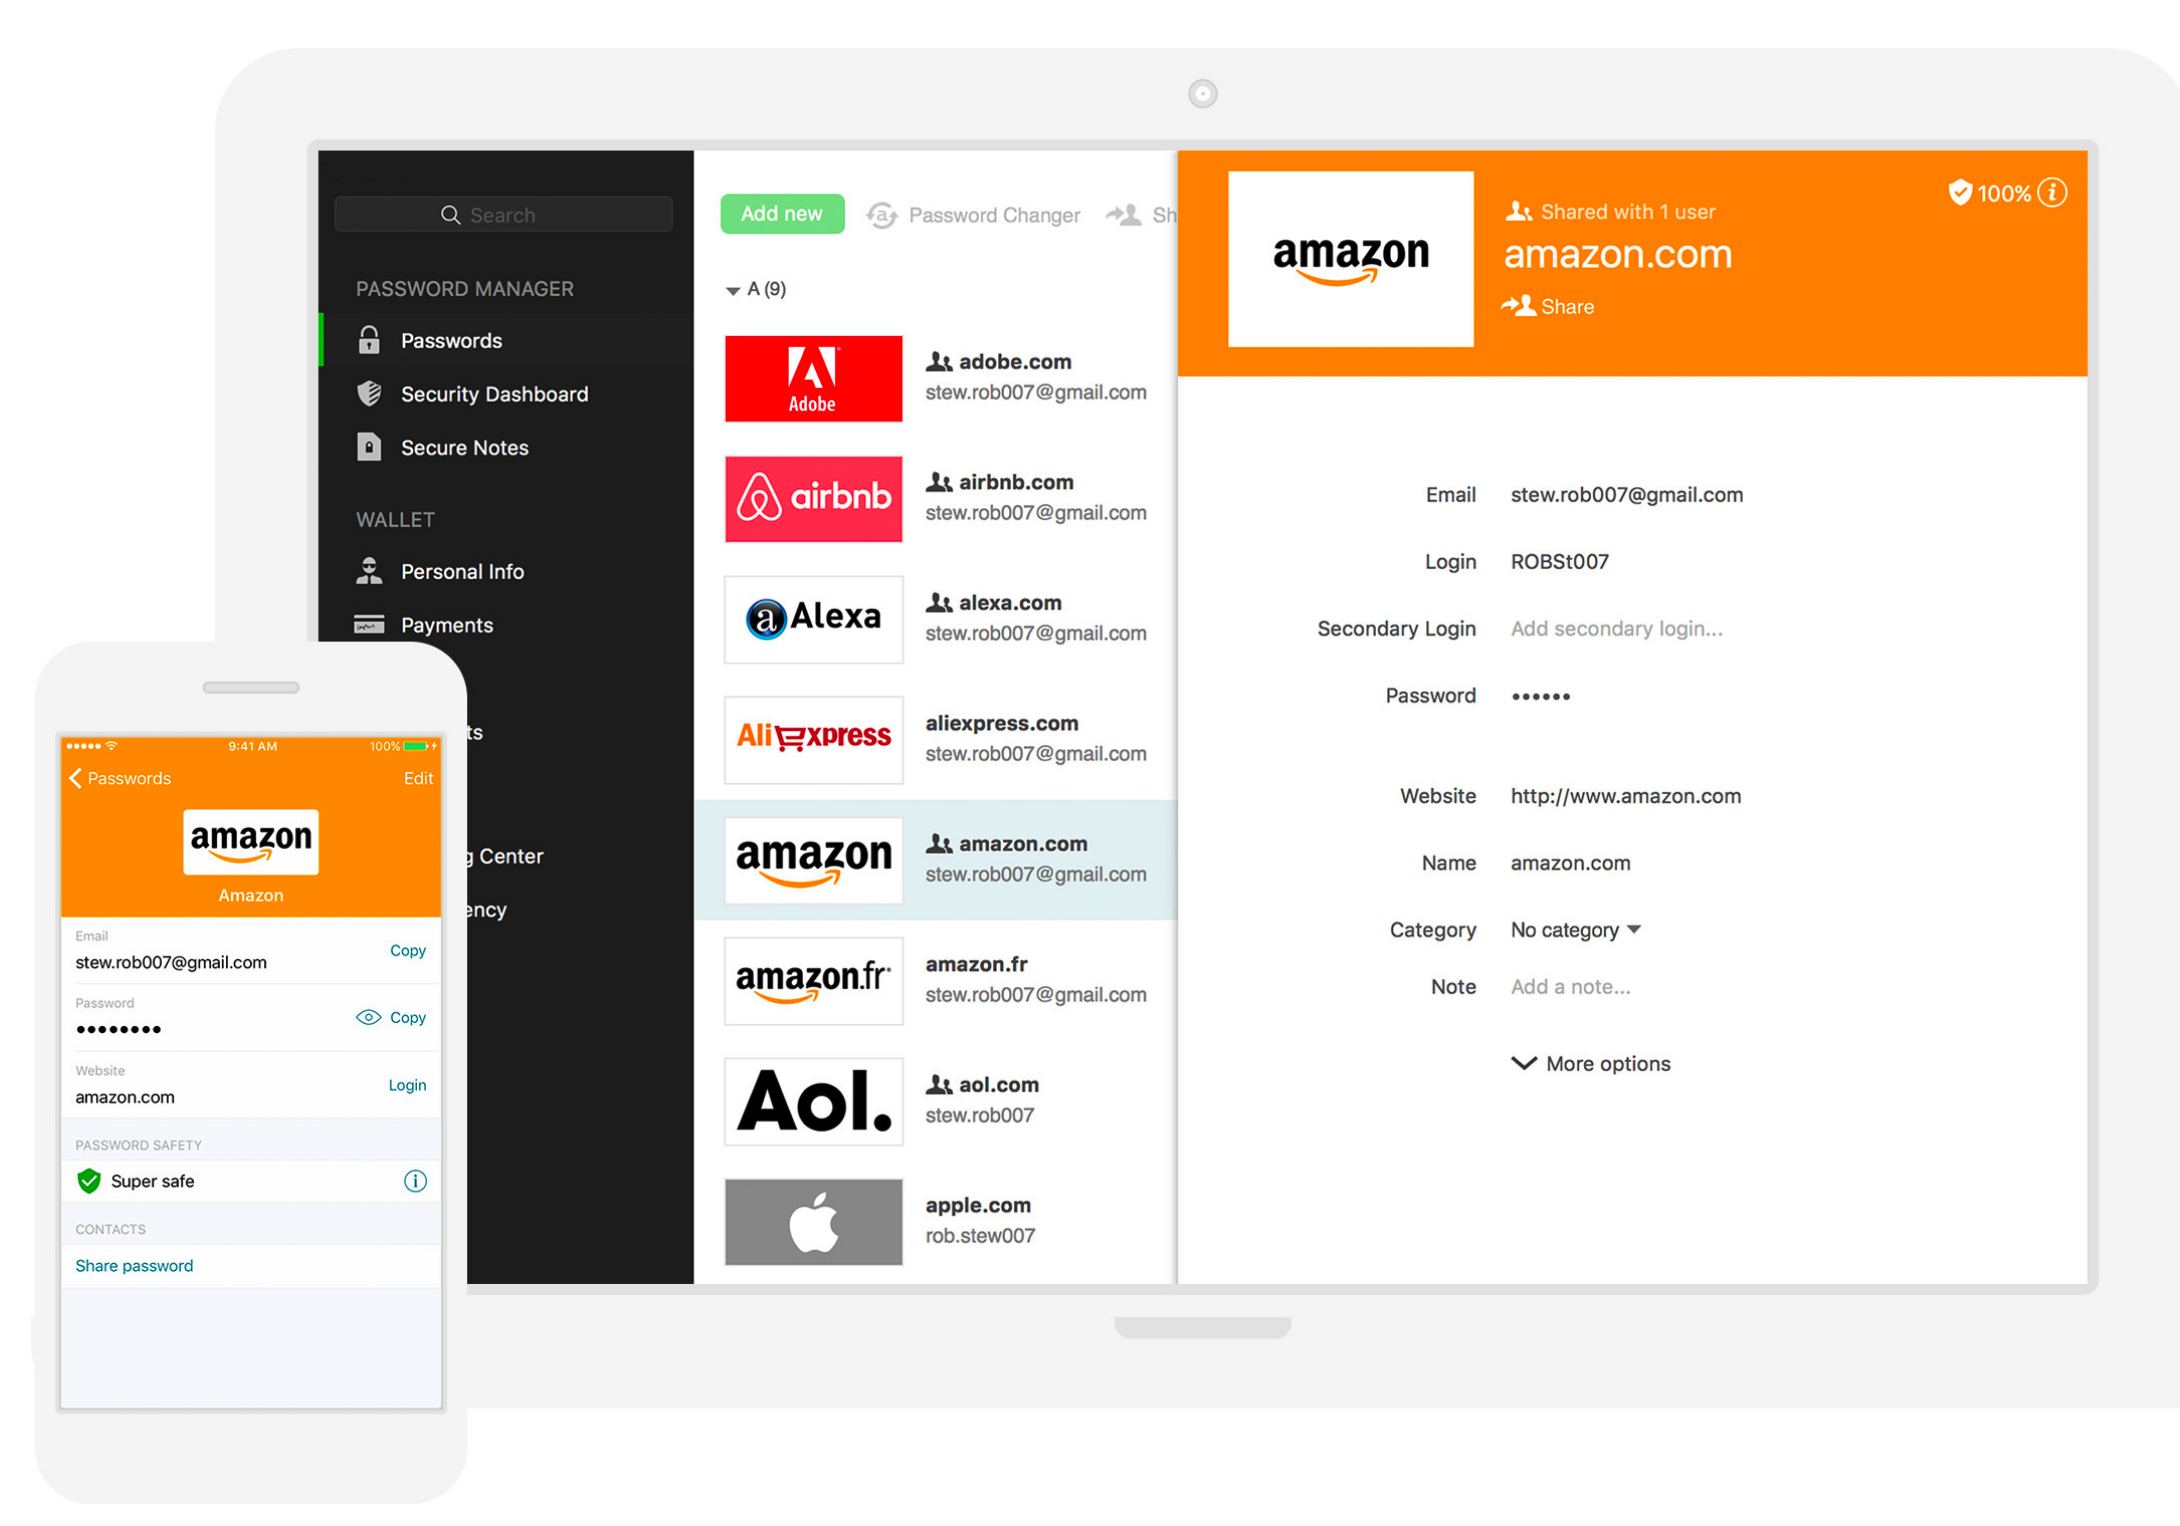 Search
PASSWORD MANAGER
Passwords
Security Dashboard
Secure Notes
WALLET
Personal Info
Payments
ts
g Center
ency
Add new
Password Changer
Sh
A (9)
Adobe
adobe.com
stew.rob007@gmail.com
airbnb
airbnb.com
stew.rob007@gmail.com
a Alexa
alexa.com
stew.rob007@gmail.com
AliExpress
aliexpress.com
stew.rob007@gmail.com
amazon
amazon.com
stew.rob007@gmail.com
amazon.fr
amazon.fr
stew.rob007@gmail.com
Aol.
aol.com
stew.rob007
apple.com
rob.stew007
amazon
Shared with 1 user
amazon.com
Share
100% i
Email stew.rob007@gmail.com
Login ROBSt007
Secondary Login Add secondary login...
Password ••••••
Website http://www.amazon.com
Name amazon.com
Category No category
Note Add a note...
More options
9:41 AM 100%
Passwords Edit
amazon
Amazon
Email
stew.rob007@gmail.com Copy
Password
•••••••• Copy
Website
amazon.com Login
PASSWORD SAFETY
Super safe i
CONTACTS
Share password